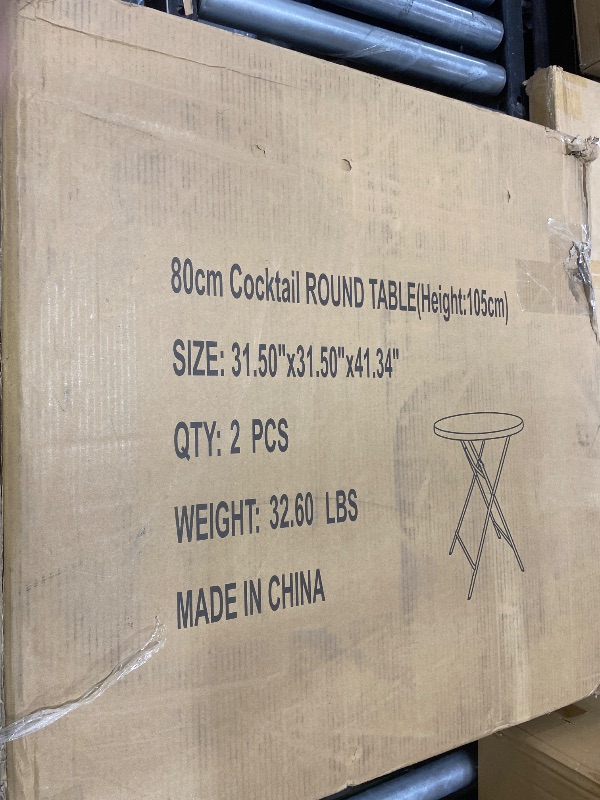 80cm Cocktail ROUND TABLE(Height:105cm)
SIZE: 31.50"x31.50"x41.34"
QTY: 2 PCS
WEIGHT: 32.60 LBS
MADE IN CHINA